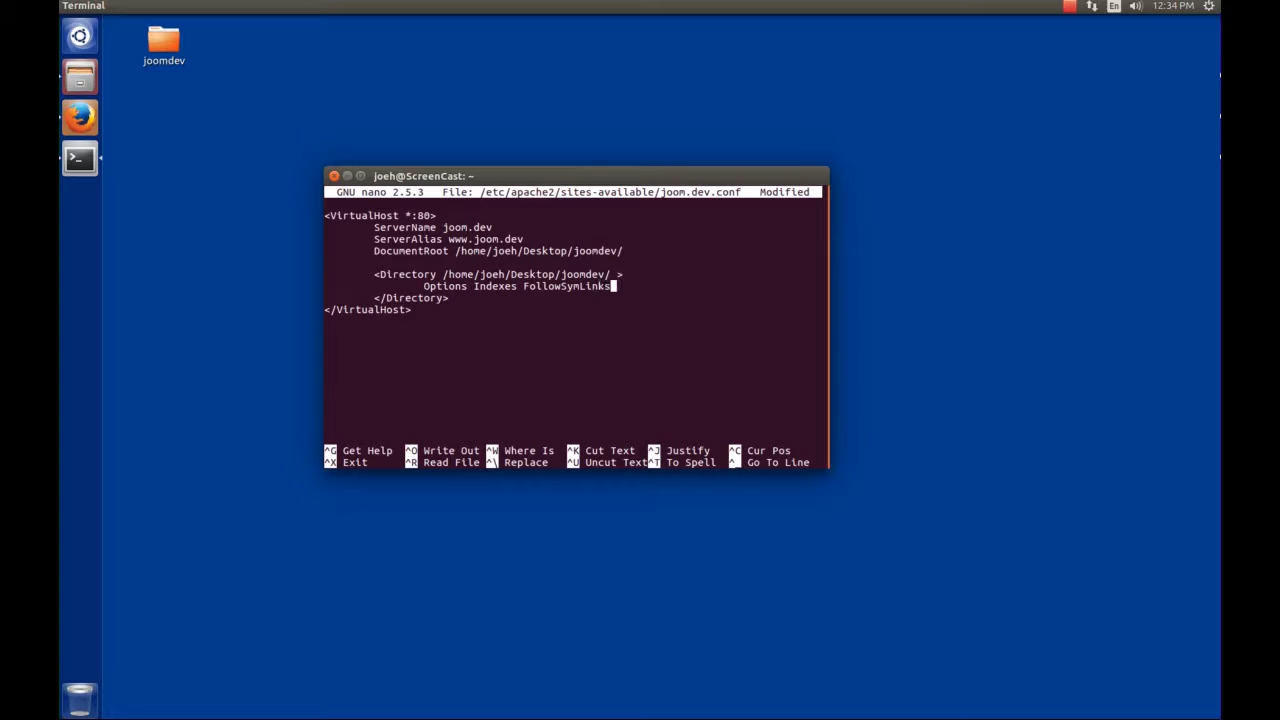 Terminal
En
12:34 PM
joomdev
joeh@ScreenCast: ~
GNU nano 2.5.3 File: /etc/apache2/sites-available/joom.dev.conf Modified
<VirtualHost *:80>
ServerName joom.dev
ServerAlias www.joom.dev
DocumentRoot /home/joeh/Desktop/joomdev/
<Directory /home/joeh/Desktop/joomdev/ >
Options Indexes FollowSymLinks
</Directory>
</VirtualHost>
^G Get Help ^O Write Out ^W Where Is ^K Cut Text ^J Justify ^C Cur Pos
^X Exit ^R Read File ^\ Replace ^U Uncut Text^T To Spell ^_ Go To Line